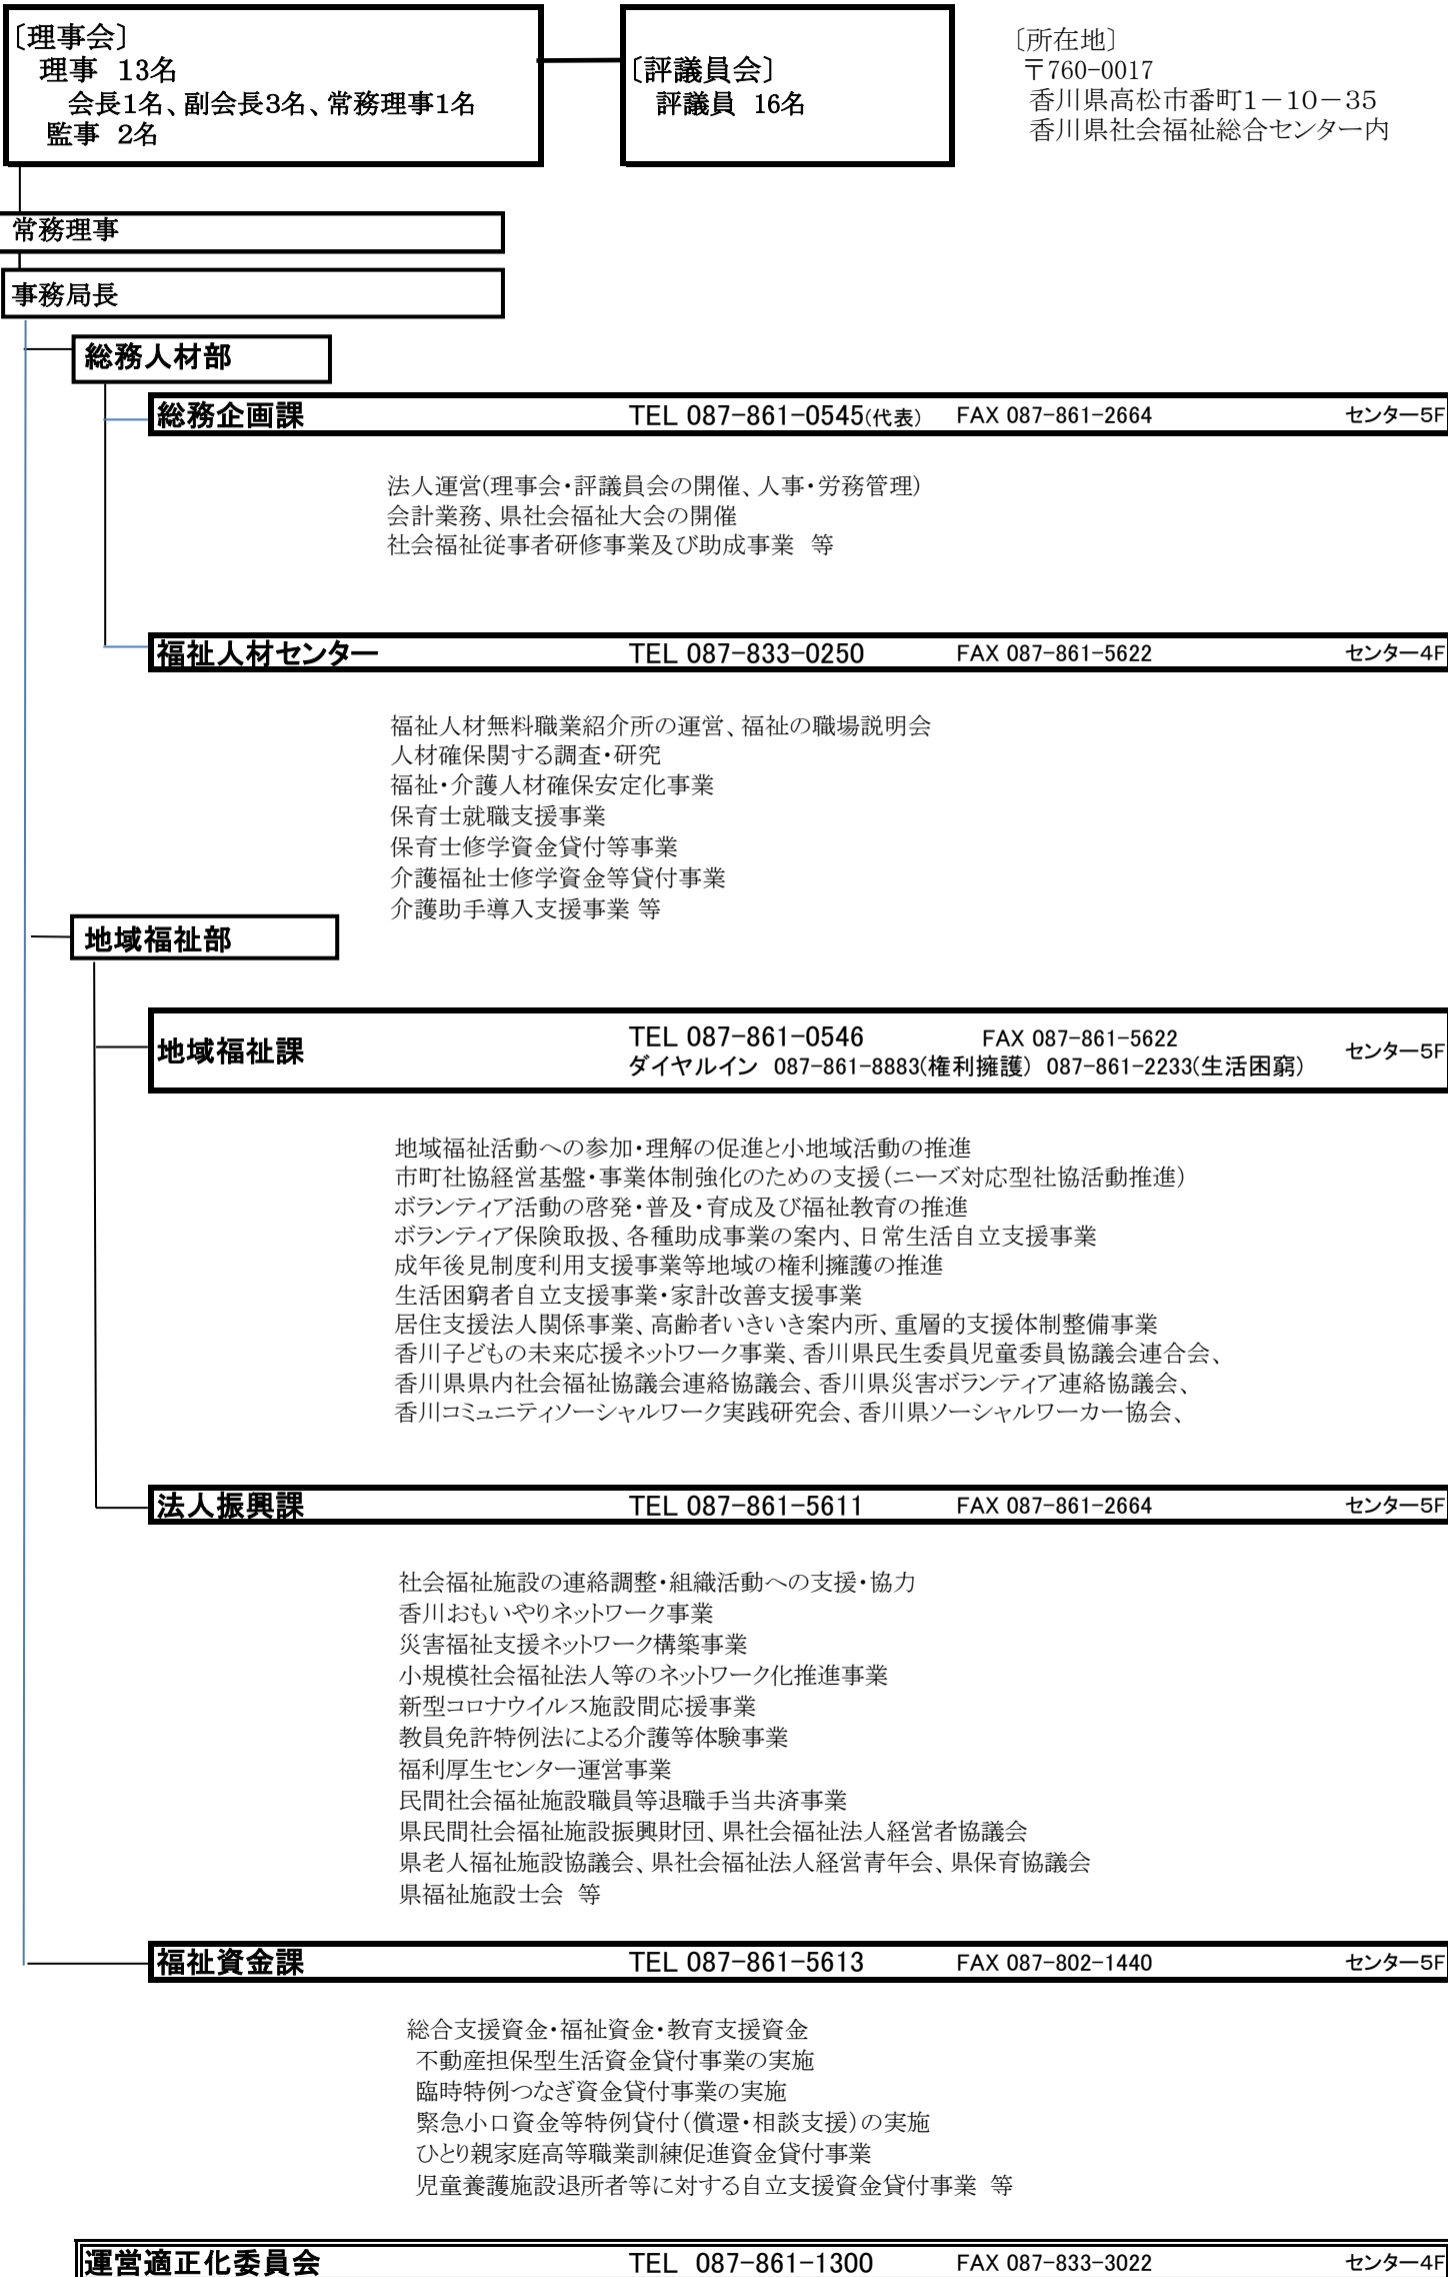 〔理事会〕
理事 13名
会長1名、副会長3名、常務理事1名
監事 2名
〔評議員会〕
評議員 16名
〔所在地〕
〒760-0017
香川県高松市番町1－10－35
香川県社会福祉総合センター内
常務理事
事務局長
総務人材部
総務企画課 TEL 087-861-0545(代表) FAX 087-861-2664 センター5F
法人運営(理事会・評議員会の開催、人事・労務管理)
会計業務、県社会福祉大会の開催
社会福祉従事者研修事業及び助成事業 等
福祉人材センター TEL 087-833-0250 FAX 087-861-5622 センター4F
福祉人材無料職業紹介所の運営、福祉の職場説明会
人材確保関する調査・研究
福祉・介護人材確保安定化事業
保育士就職支援事業
保育士修学資金貸付等事業
介護福祉士修学資金等貸付事業
介護助手導入支援事業 等
地域福祉部
地域福祉課 TEL 087-861-0546 FAX 087-861-5622 センター5F
ダイヤルイン 087-861-8883(権利擁護) 087-861-2233(生活困窮)
地域福祉活動への参加・理解の促進と小地域活動の推進
市町社協経営基盤・事業体制強化のための支援(ニーズ対応型社協活動推進)
ボランティア活動の啓発・普及・育成及び福祉教育の推進
ボランティア保険取扱、各種助成事業の案内、日常生活自立支援事業
成年後見制度利用支援事業等地域の権利擁護の推進
生活困窮者自立支援事業・家計改善支援事業
居住支援法人関係事業、高齢者いきいき案内所、重層的支援体制整備事業
香川子どもの未来応援ネットワーク事業、香川県民生委員児童委員協議会連合会、
香川県県内社会福祉協議会連絡協議会、香川県災害ボランティア連絡協議会、
香川コミュニティソーシャルワーク実践研究会、香川県ソーシャルワーカー協会、
法人振興課 TEL 087-861-5611 FAX 087-861-2664 センター5F
社会福祉施設の連絡調整・組織活動への支援・協力
香川おもいやりネットワーク事業
災害福祉支援ネットワーク構築事業
小規模社会福祉法人等のネットワーク化推進事業
新型コロナウイルス施設間応援事業
教員免許特例法による介護等体験事業
福利厚生センター運営事業
民間社会福祉施設職員等退職手当共済事業
県民間社会福祉施設振興財団、県社会福祉法人経営者協議会
県老人福祉施設協議会、県社会福祉法人経営青年会、県保育協議会
県福祉施設士会 等
福祉資金課 TEL 087-861-5613 FAX 087-802-1440 センター5F
総合支援資金・福祉資金・教育支援資金
不動産担保型生活資金貸付事業の実施
臨時特例つなぎ資金貸付事業の実施
緊急小口資金等特例貸付(償還・相談支援)の実施
ひとり親家庭高等職業訓練促進資金貸付事業
児童養護施設退所者等に対する自立支援資金貸付事業 等
運営適正化委員会 TEL 087-861-1300 FAX 087-833-3022 センター4F